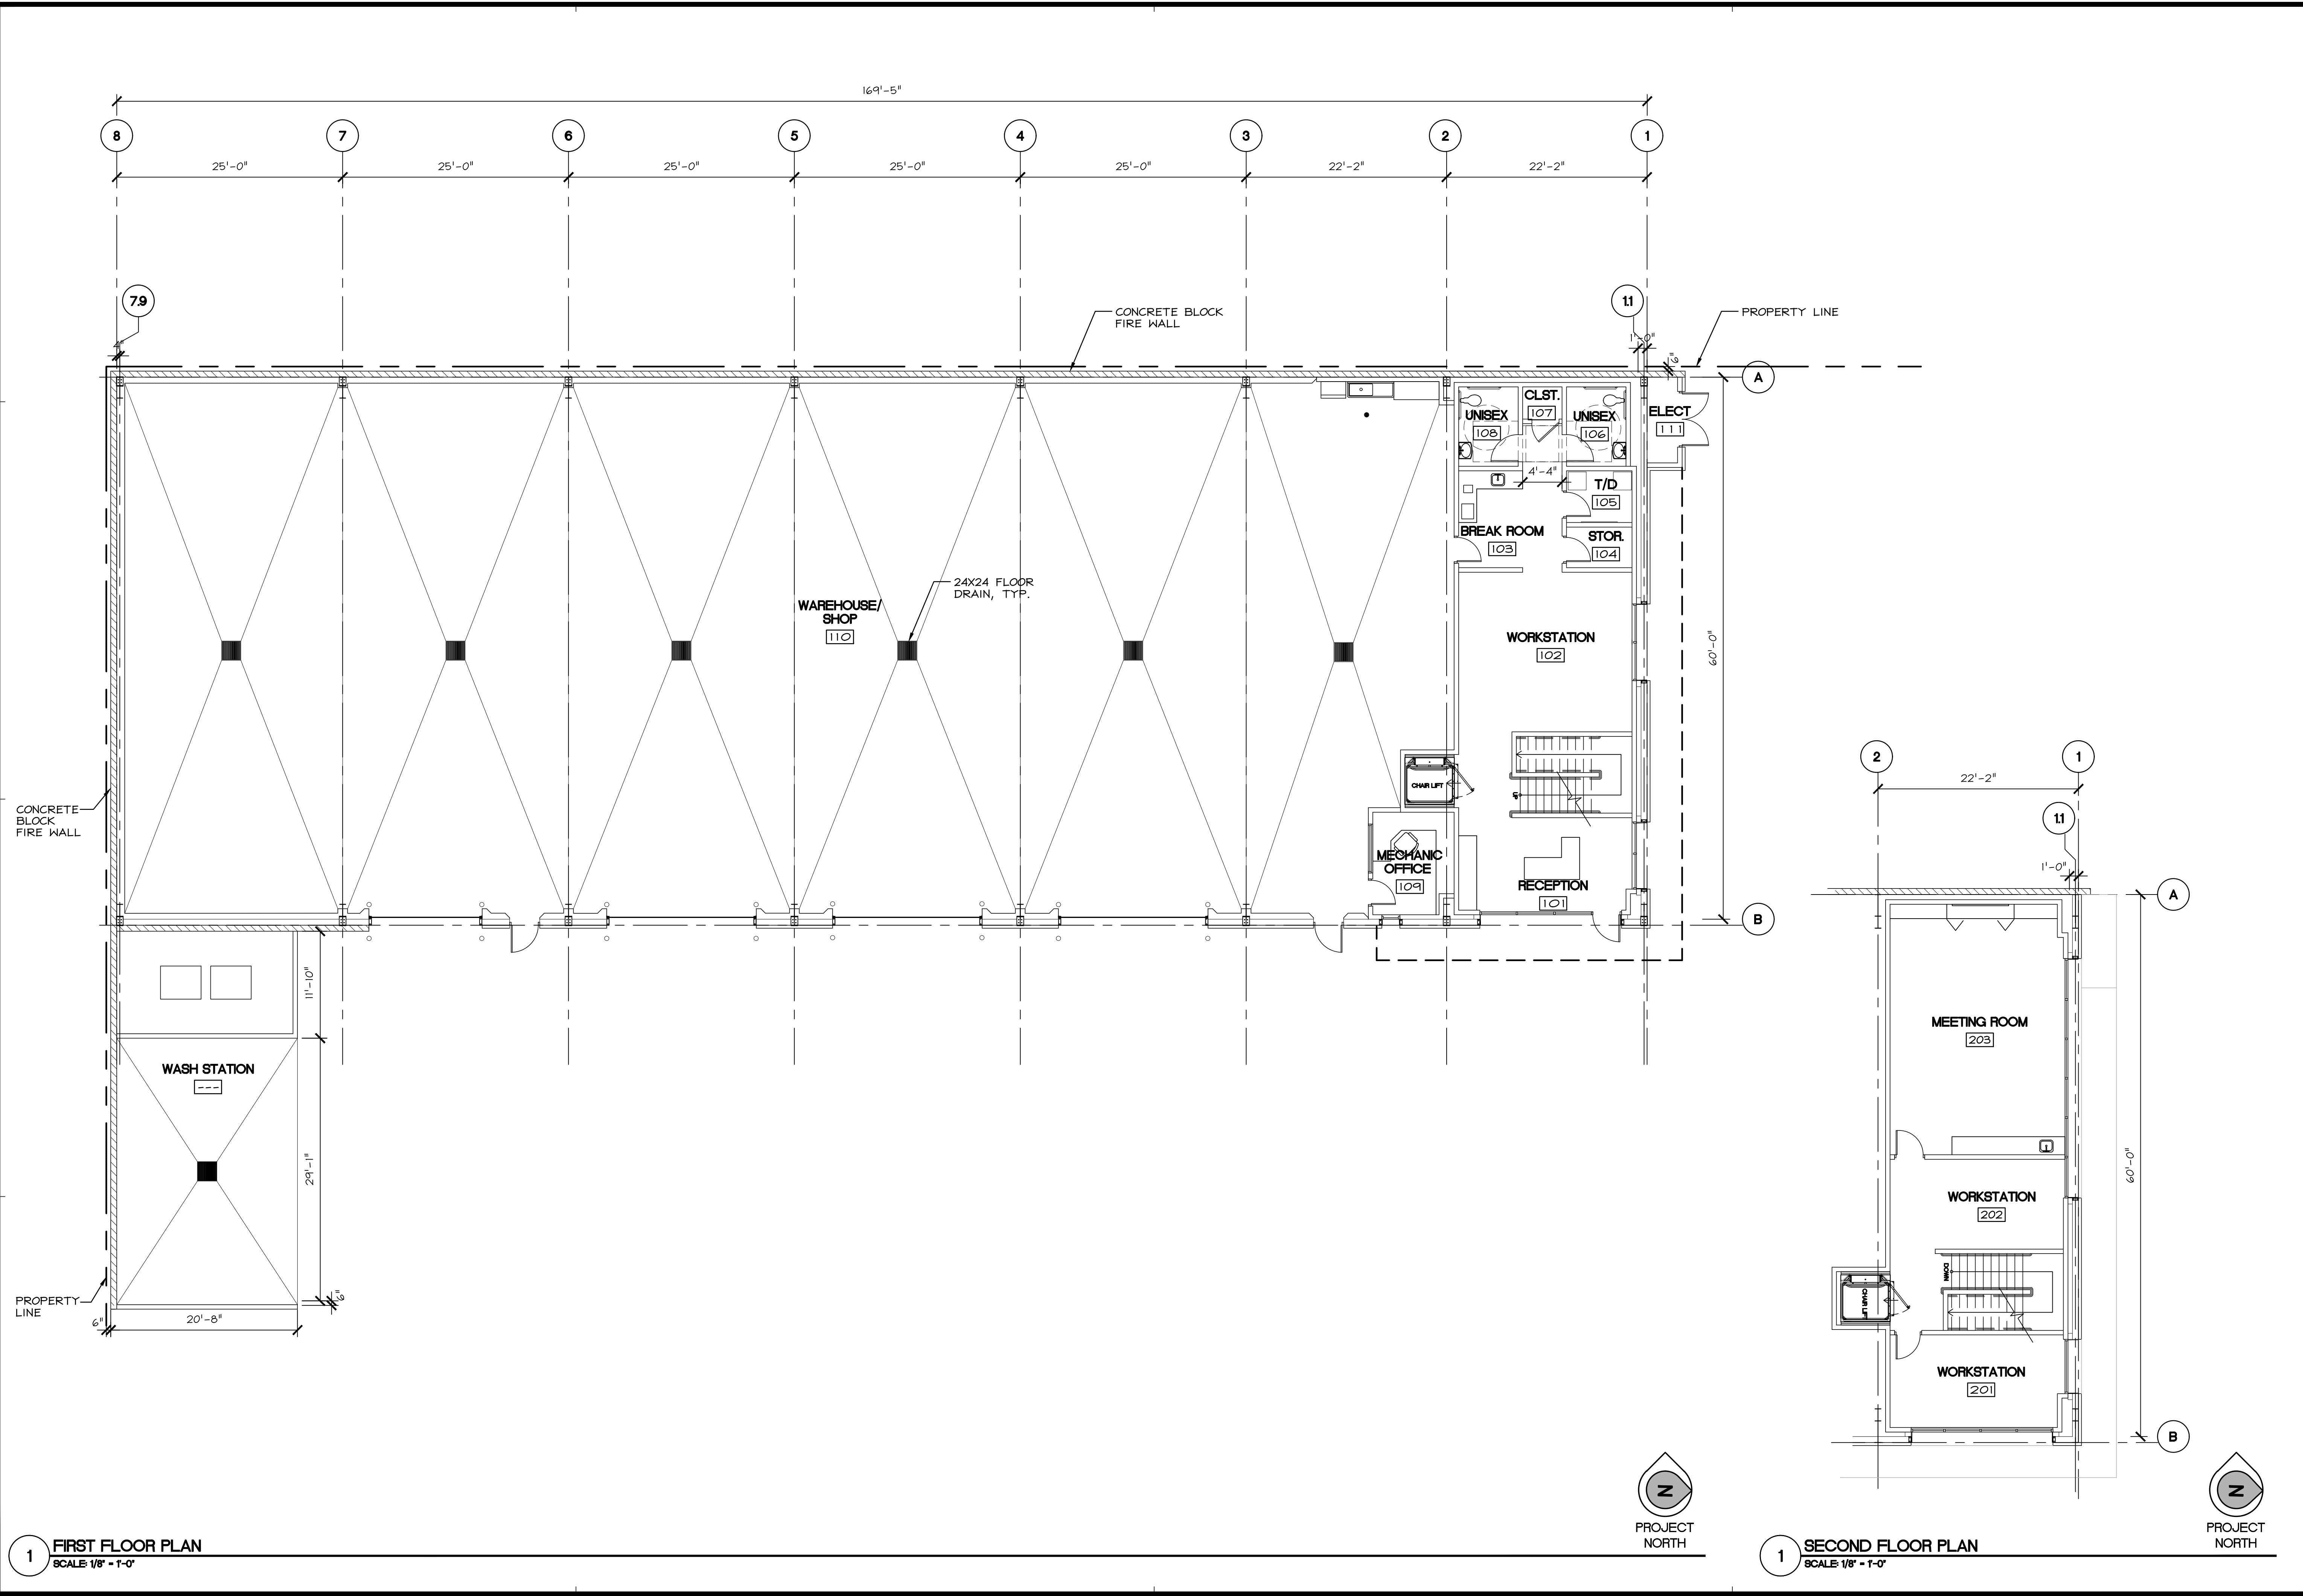 169'-5"
8
7
6
5
4
3
2
1
25'-0"
25'-0"
25'-0"
25'-0"
25'-0"
22'-2"
22'-2"
7.9
1.1
4"
1'-0"
6"
CONCRETE BLOCK
FIRE WALL
PROPERTY LINE
A
UNISEX
108
CLST.
107
UNISEX
106
ELECT
111
4'-4"
T/D
105
BREAK ROOM
103
STOR.
104
24X24 FLOOR
DRAIN, TYP.
WAREHOUSE/
SHOP
110
WORKSTATION
102
60'-0"
CHAIR LIFT
UP
CONCRETE
BLOCK
FIRE WALL
MECHANIC
OFFICE
109
RECEPTION
101
B
11'-10"
WASH STATION
---
29'-1"
PROPERTY
LINE
6"
20'-8"
6"
2
1
22'-2"
1.1
1'-0"
A
MEETING ROOM
203
60'-0"
WORKSTATION
202
DOWN
CHAIR LIFT
WORKSTATION
201
B
N
PROJECT
NORTH
N
PROJECT
NORTH
1
FIRST FLOOR PLAN
SCALE: 1/8" = 1'-0"
1
SECOND FLOOR PLAN
SCALE: 1/8" = 1'-0"